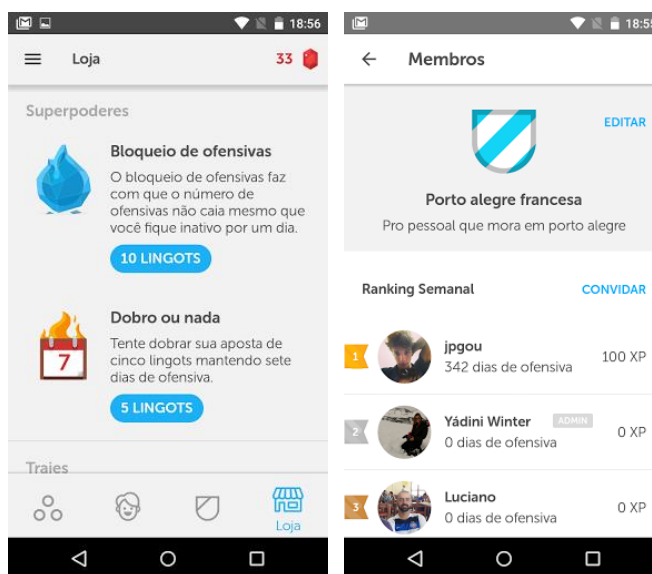 18:56
Loja
33
Superpoderes
Bloqueio de ofensivas
O bloqueio de ofensivas faz
com que o número de
ofensivas não caia mesmo que
você fique inativo por um dia.
10 LINGOTS
Dobro ou nada
7
Tente dobrar sua aposta de
cinco lingots mantendo sete
dias de ofensiva.
5 LINGOTS
Trajes
Loja
18:55
Membros
EDITAR
Porto alegre francesa
Pro pessoal que mora em porto alegre
Ranking Semanal
CONVIDAR
1
jpgou
342 dias de ofensiva
100 XP
2
Yádini Winter
ADMIN
0 dias de ofensiva
0 XP
3
Luciano
0 dias de ofensiva
0 XP